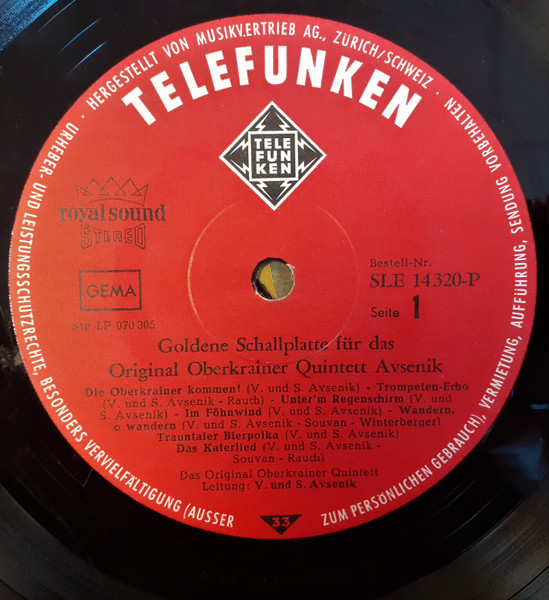 URHEBER- UND LEISTUNGSSCHUTZRECHTE, BESONDERS VERVIELFÄLTIGUNG (AUSSER ZUM PERSÖNLICHEN GEBRAUCH), VERMIETUNG, AUFFÜHRUNG, SENDUNG VORBEHALTEN
· HERGESTELLT VON MUSIKVERTRIEB AG., ZÜRICH/SCHWEIZ ·
TELEFUNKEN
TELE
FUN
KEN
royal sound
STEREO
GEMA
Ste LP 070 305
Bestell-Nr.
SLE 14320-P
Seite 1
Goldene Schallplatte für das
Original Oberkrainer Quintett Avsenik
Die Oberkrainer kommen! (V. und S. Avsenik) - Trompeten-Echo
(V. und S. Avsenik - Rauch) - Unter'm Regenschirm (V. und
S. Avsenik) - Im Föhnwind (V. und S. Avsenik) - Wandern,
o wandern (V. und S. Avsenik - Souvan - Winterberger)
Trauntaler Bierpolka (V. und S. Avsenik)
Das Katerlied (V. und S. Avsenik -
Souvan - Rauch)
Das Original Oberkrainer Quintett
Leitung: V. und S. Avsenik
33